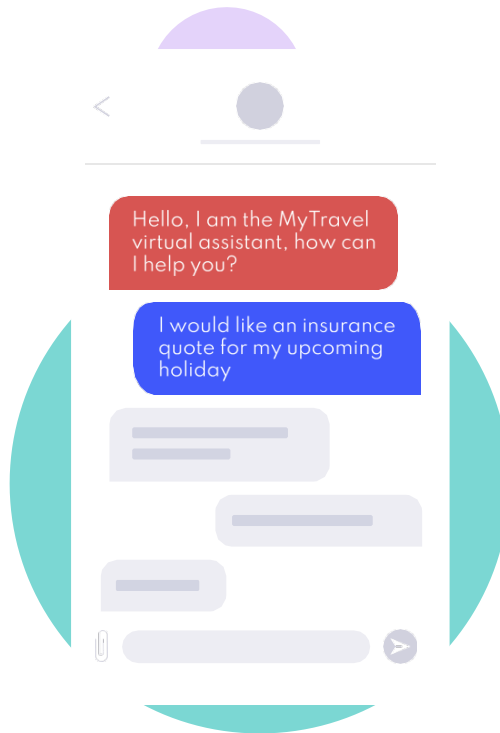 Hello, I am the MyTravel
virtual assistant, how can
I help you?
I would like an insurance
quote for my upcoming
holiday